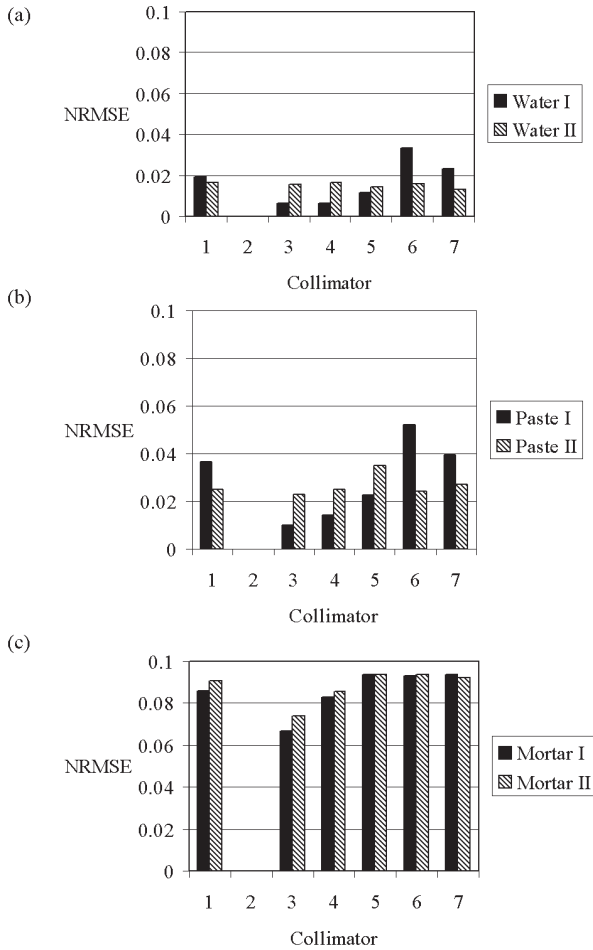 (a)
0.1
0.08
0.06
NRMSE
0.04
0.02
0
1 2 3 4 5 6 7
Collimator
Water I
Water II
(b)
0.1
0.08
0.06
NRMSE
0.04
0.02
0
1 2 3 4 5 6 7
Collimator
Paste I
Paste II
(c)
0.1
0.08
0.06
NRMSE
0.04
0.02
0
1 2 3 4 5 6 7
Collimator
Mortar I
Mortar II